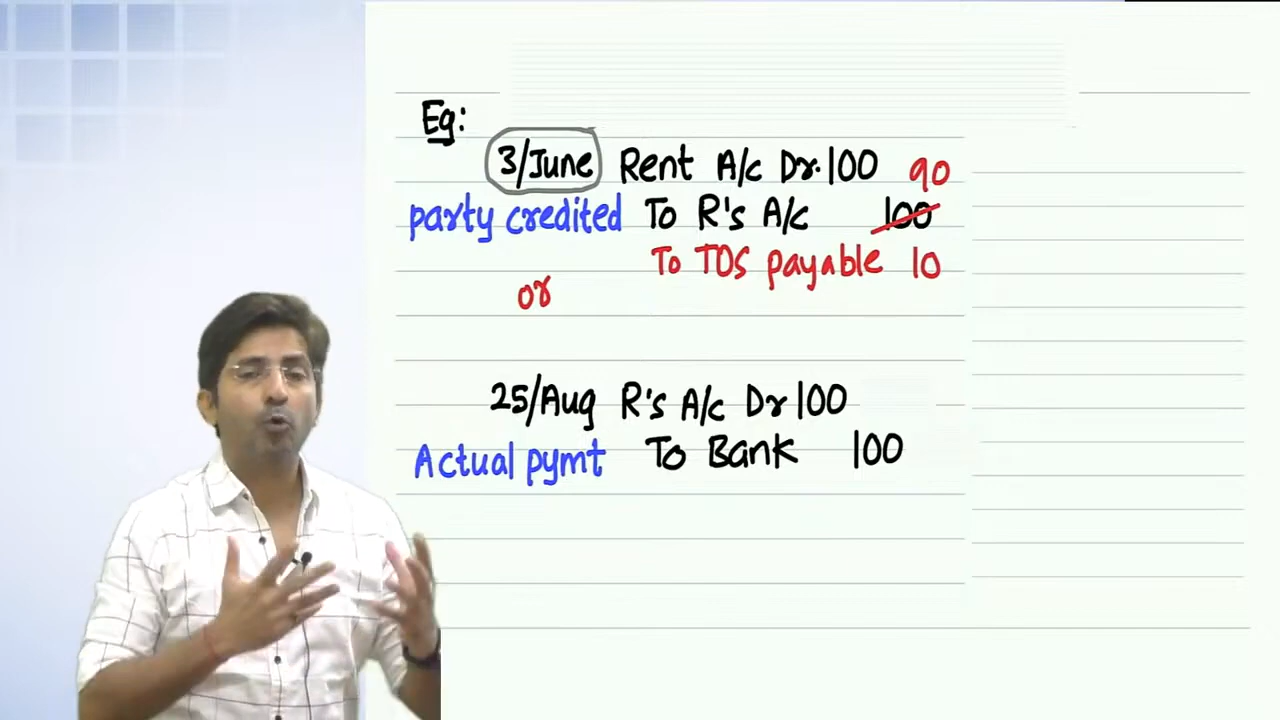 Eg:
3/June Rent A/c Dr. 100 90
party credited To R's A/c 100
To TDS payable 10
or
25/Aug R's A/c Dr 100
Actual pymt To Bank 100